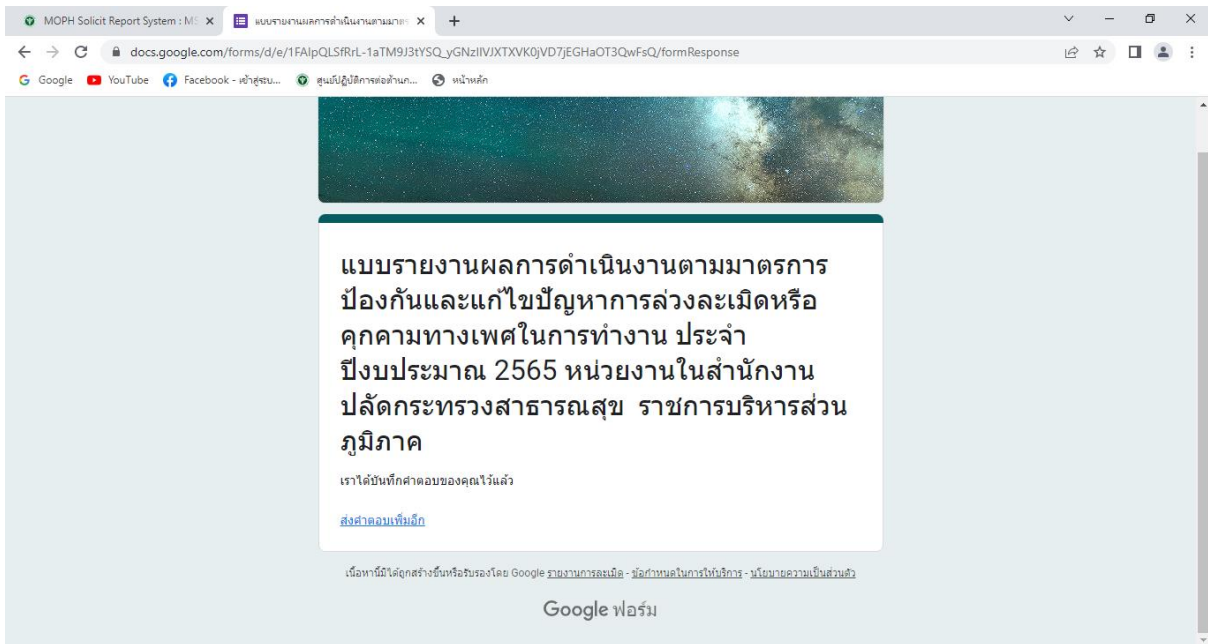 MOPH Solicit Report System : MS
แบบรายงานผลการดำเนินงานตามมาตร
docs.google.com/forms/d/e/1FAIpQLSfRrL-1aTM9J3tYSQ_yGNzIIVJXTXVK0jVD7jEGHaOT3QwFsQ/formResponse
Google YouTube Facebook - เข้าสู่ระบ... ศูนย์ปฏิบัติการต่อต้านก... หน้าหลัก
แบบรายงานผลการดำเนินงานตามมาตรการ
ป้องกันและแก้ไขปัญหาการล่วงละเมิดหรือ
คุกคามทางเพศในการทำงาน ประจำ
ปีงบประมาณ 2565 หน่วยงานในสำนักงาน
ปลัดกระทรวงสาธารณสุข ราชการบริหารส่วน
ภูมิภาค
เราได้บันทึกคำตอบของคุณไว้แล้ว
ส่งคำตอบเพิ่มอีก
เนื้อหานี้มิได้ถูกสร้างขึ้นหรือรับรองโดย Google รายงานการละเมิด - ข้อกำหนดในการให้บริการ - นโยบายความเป็นส่วนตัว
Google ฟอร์ม